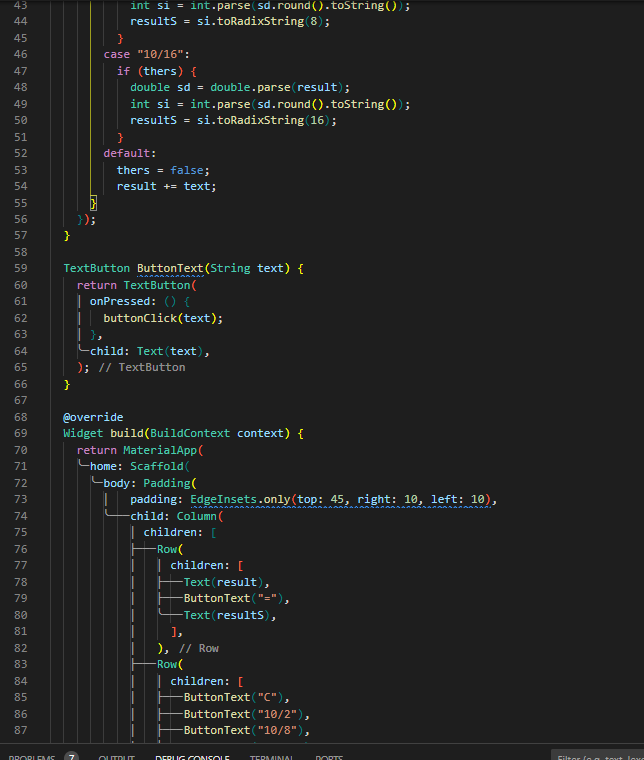 43 int si = int.parse(sd.round().toString());
44 resultS = si.toRadixString(8);
45 }
46 case "10/16":
47 if (thers) {
48 double sd = double.parse(result);
49 int si = int.parse(sd.round().toString());
50 resultS = si.toRadixString(16);
51 }
52 default:
53 thers = false;
54 result += text;
55 }
56 });
57 }
58
59 TextButton ButtonText(String text) {
60 return TextButton(
61 onPressed: () {
62 buttonClick(text);
63 },
64 child: Text(text),
65 ); // TextButton
66 }
67
68 @override
69 Widget build(BuildContext context) {
70 return MaterialApp(
71 home: Scaffold(
72 body: Padding(
73 padding: EdgeInsets.only(top: 45, right: 10, left: 10),
74 child: Column(
75 children: [
76 Row(
77 children: [
78 Text(result),
79 ButtonText("="),
80 Text(resultS),
81 ],
82 ), // Row
83 Row(
84 children: [
85 ButtonText("C"),
86 ButtonText("10/2"),
87 ButtonText("10/8"),
PROBLEMS 7 OUTPUT DEBUG CONSOLE TERMINAL PORTS Filter (e.g. text,